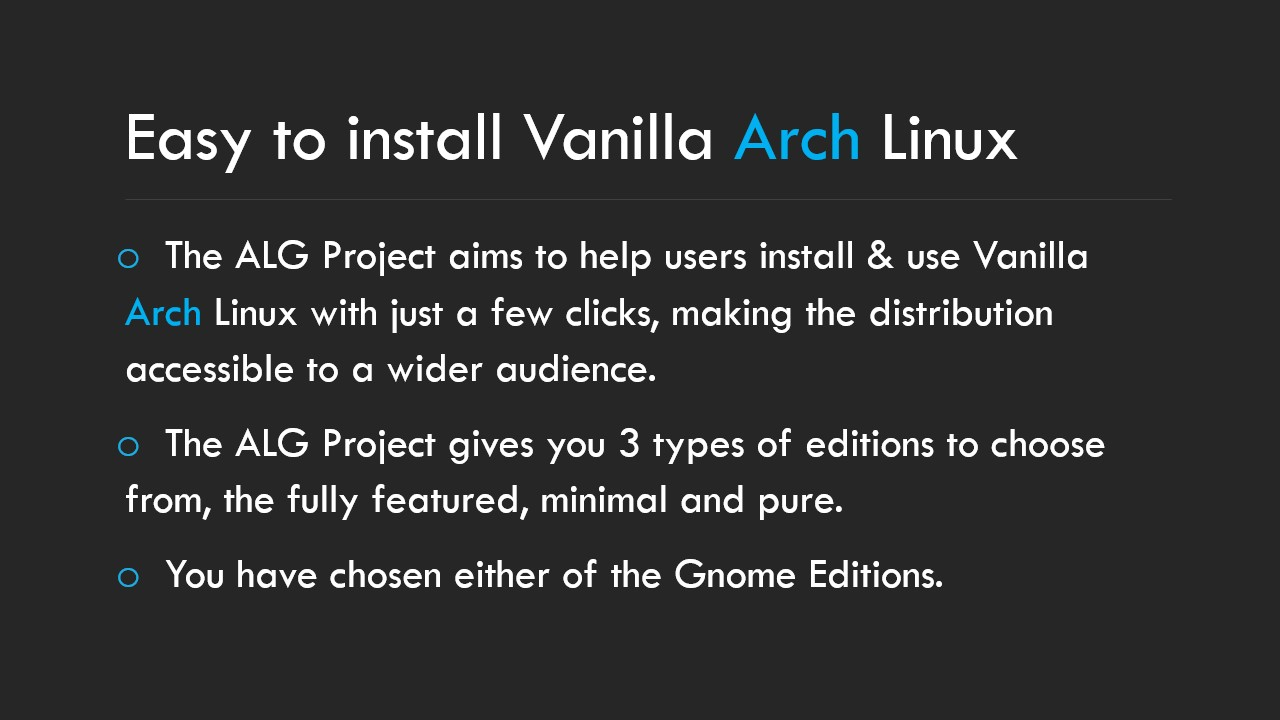 Easy to install Vanilla Arch Linux
The ALG Project aims to help users install & use Vanilla
Arch Linux with just a few clicks, making the distribution
accessible to a wider audience.
The ALG Project gives you 3 types of editions to choose
from, the fully featured, minimal and pure.
You have chosen either of the Gnome Editions.